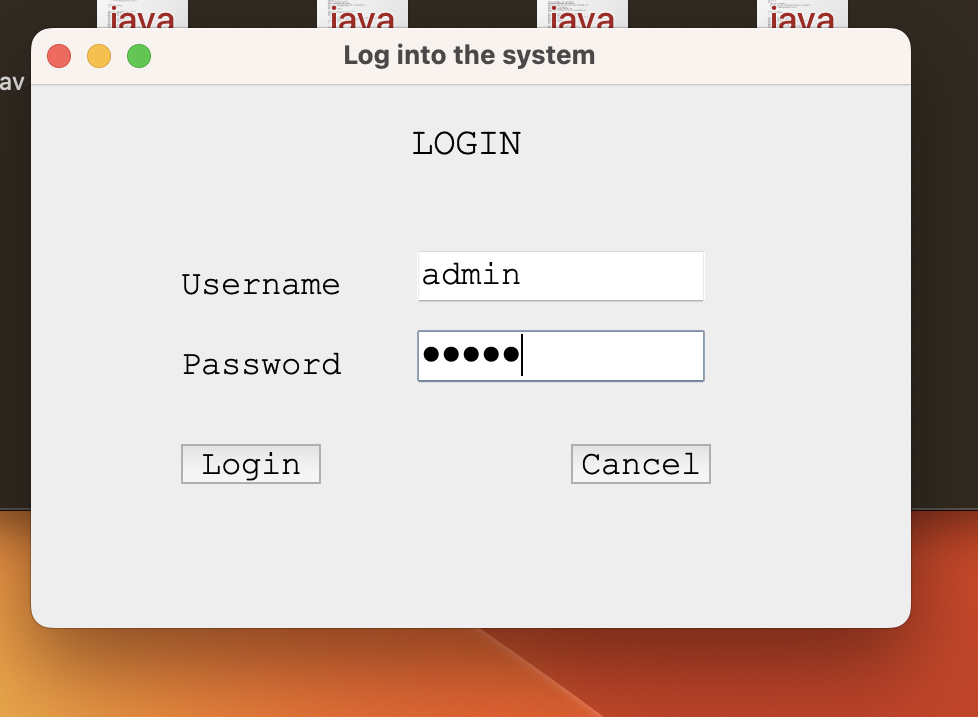 java java java java
Log into the system
av
LOGIN
Username admin
Password ●●●●●
Login Cancel